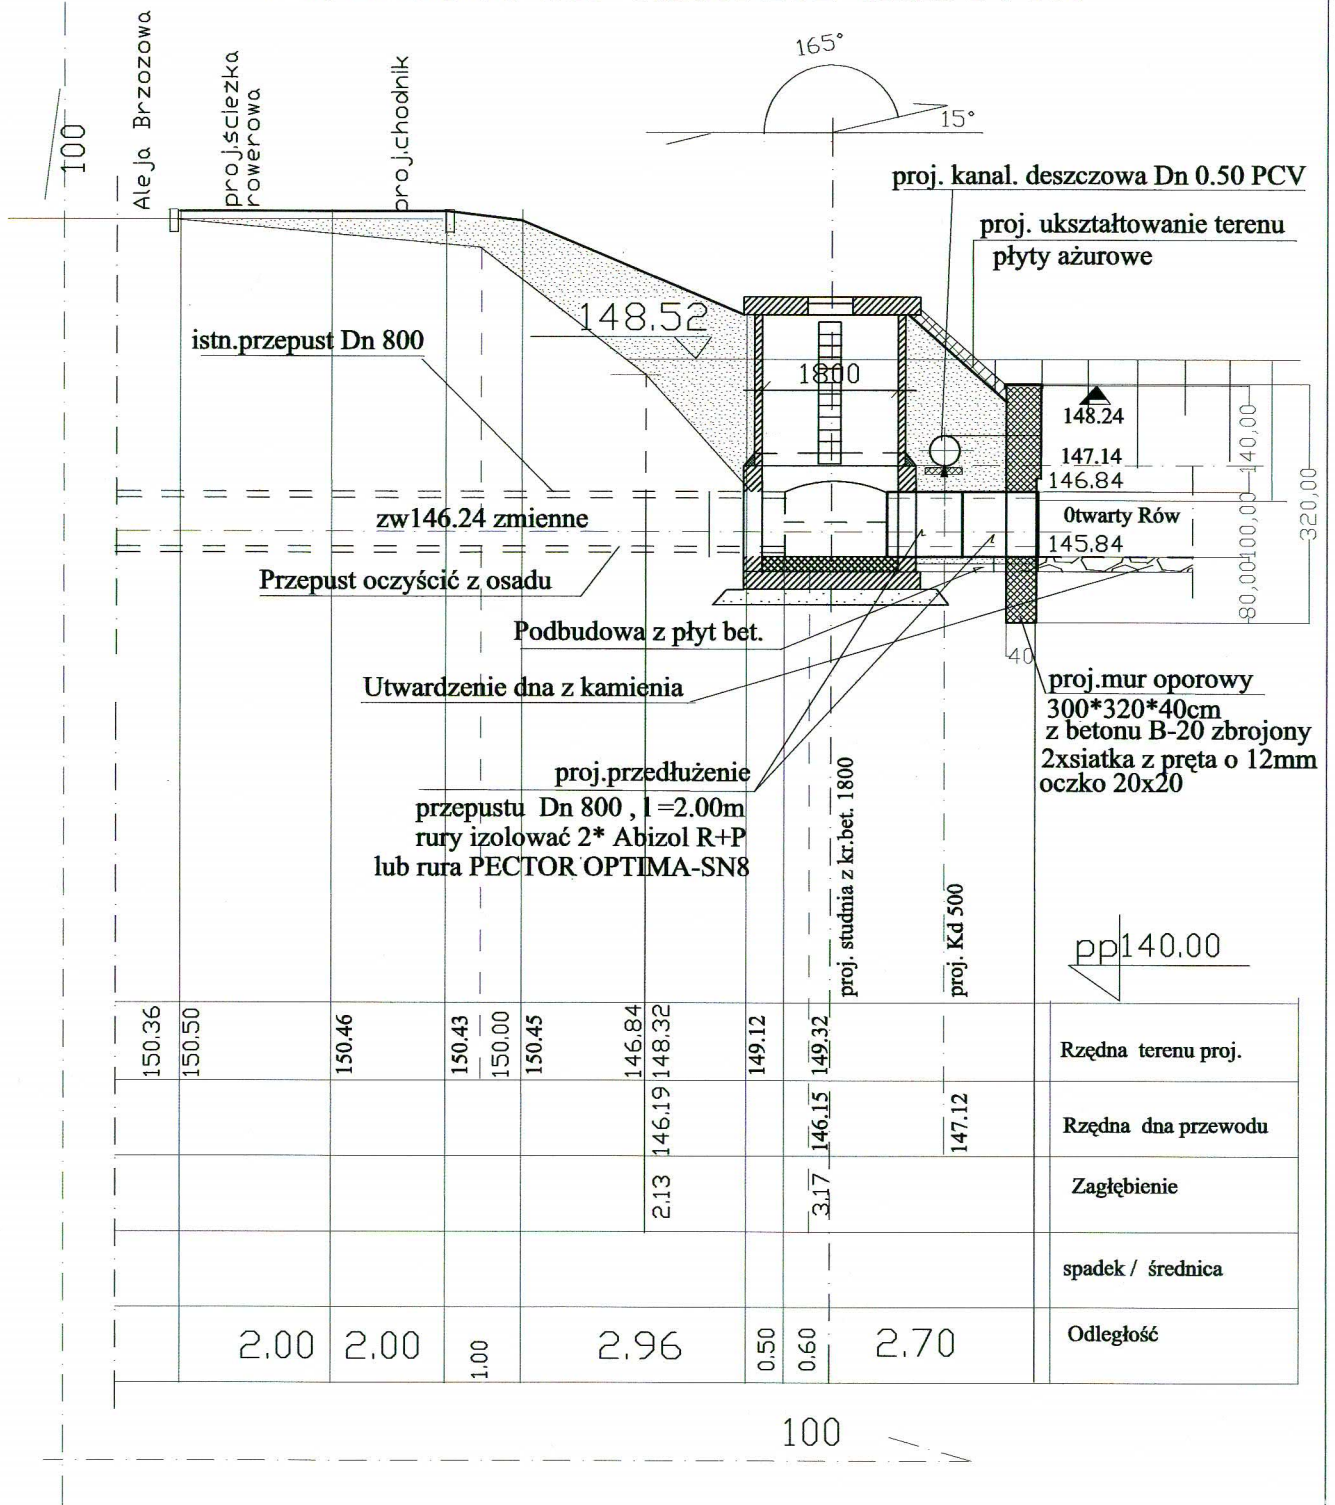 Aleja Brzozowa
proj.ścieżka
rowerowa
proj.chodnik
100
165°
15°
proj. kanal. deszczowa Dn 0.50 PCV
proj. ukształtowanie terenu
płyty ażurowe
148.52
istn.przepust Dn 800
1800
148.24
147.14
146.84
140,00
320,00
zw146.24 zmienne
Otwarty Rów
145.84
100,00
Przepust oczyścić z osadu
80,00
Podbudowa z płyt bet.
40
Utwardzenie dna z kamienia
proj.mur oporowy
300*320*40cm
z betonu B-20 zbrojony
2xsiatka z pręta o 12mm
oczko 20x20
proj.przedłużenie
przepustu Dn 800 , l =2.00m
rury izolować 2* Abizol R+P
lub rura PECTOR OPTIMA-SN8
proj. studnia z kr.bet. 1800
proj. Kd 500
pp140.00
150.36 150.50 150.46 150.43 150.00 150.45 146.84 148.32 149.12 149.32 Rzędna terenu proj.
146.19 146.15 147.12 Rzędna dna przewodu
2.13 3.17 Zagłębienie
spadek / średnica
2.00 2.00 1.00 2.96 0.50 0.60 2.70 Odległość
100